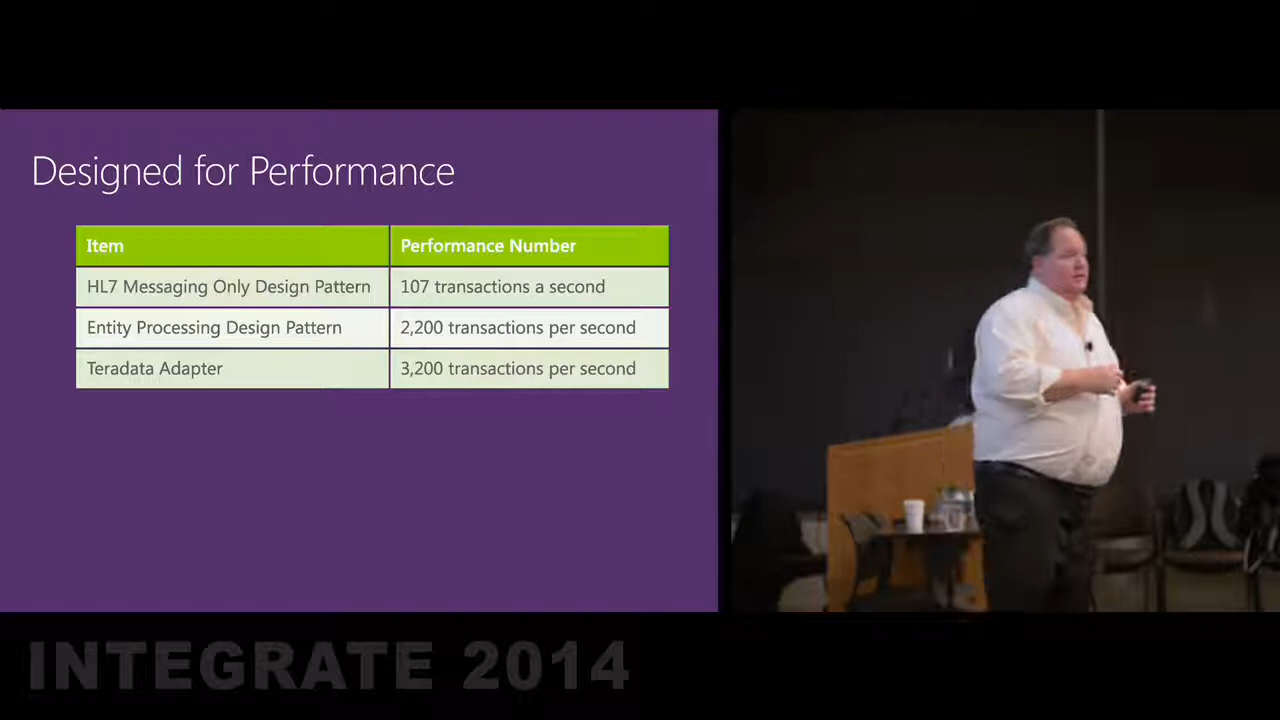 Designed for Performance
Item Performance Number
HL7 Messaging Only Design Pattern 107 transactions a second
Entity Processing Design Pattern 2,200 transactions per second
Teradata Adapter 3,200 transactions per second
INTEGRATE 2014